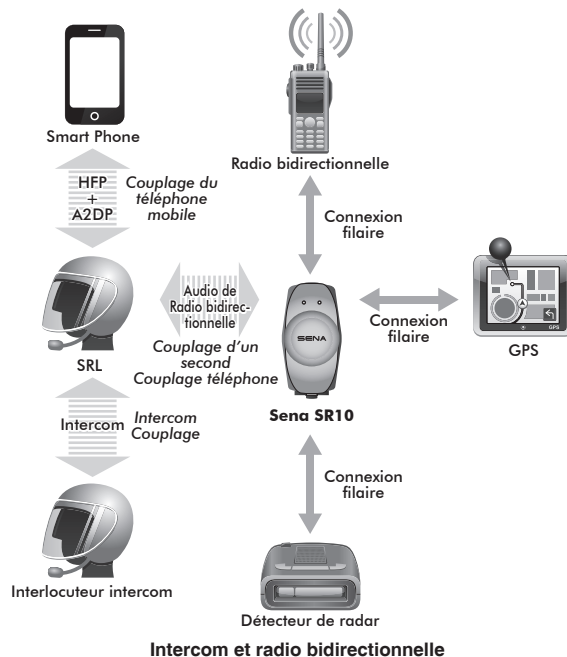 Smart Phone
Radio bidirectionnelle
HFP
+
A2DP
Couplage du
téléphone
mobile
Connexion
filaire
Audio de
Radio bidirec-
tionnelle
SENA
Connexion
filaire
GPS
GPS
SRL
Couplage d'un
second
Couplage téléphone
Sena SR10
Intercom
Intercom
Couplage
Connexion
filaire
Interlocuteur intercom
Détecteur de radar
Intercom et radio bidirectionnelle